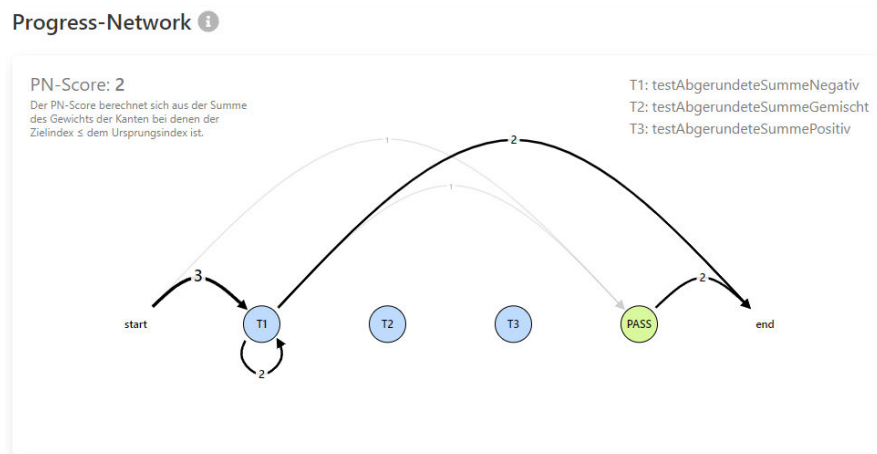 Progress-Network i
PN-Score: 2
Der PN-Score berechnet sich aus der Summe
des Gewichts der Kanten bei denen der
Zielindex ≤ dem Ursprungsindex ist.
T1: testAbgerundeteSummeNegativ
T2: testAbgerundeteSummeGemischt
T3: testAbgerundeteSummePositiv
1
2
1
3
2
start
T1
T2
T3
PASS
end
2